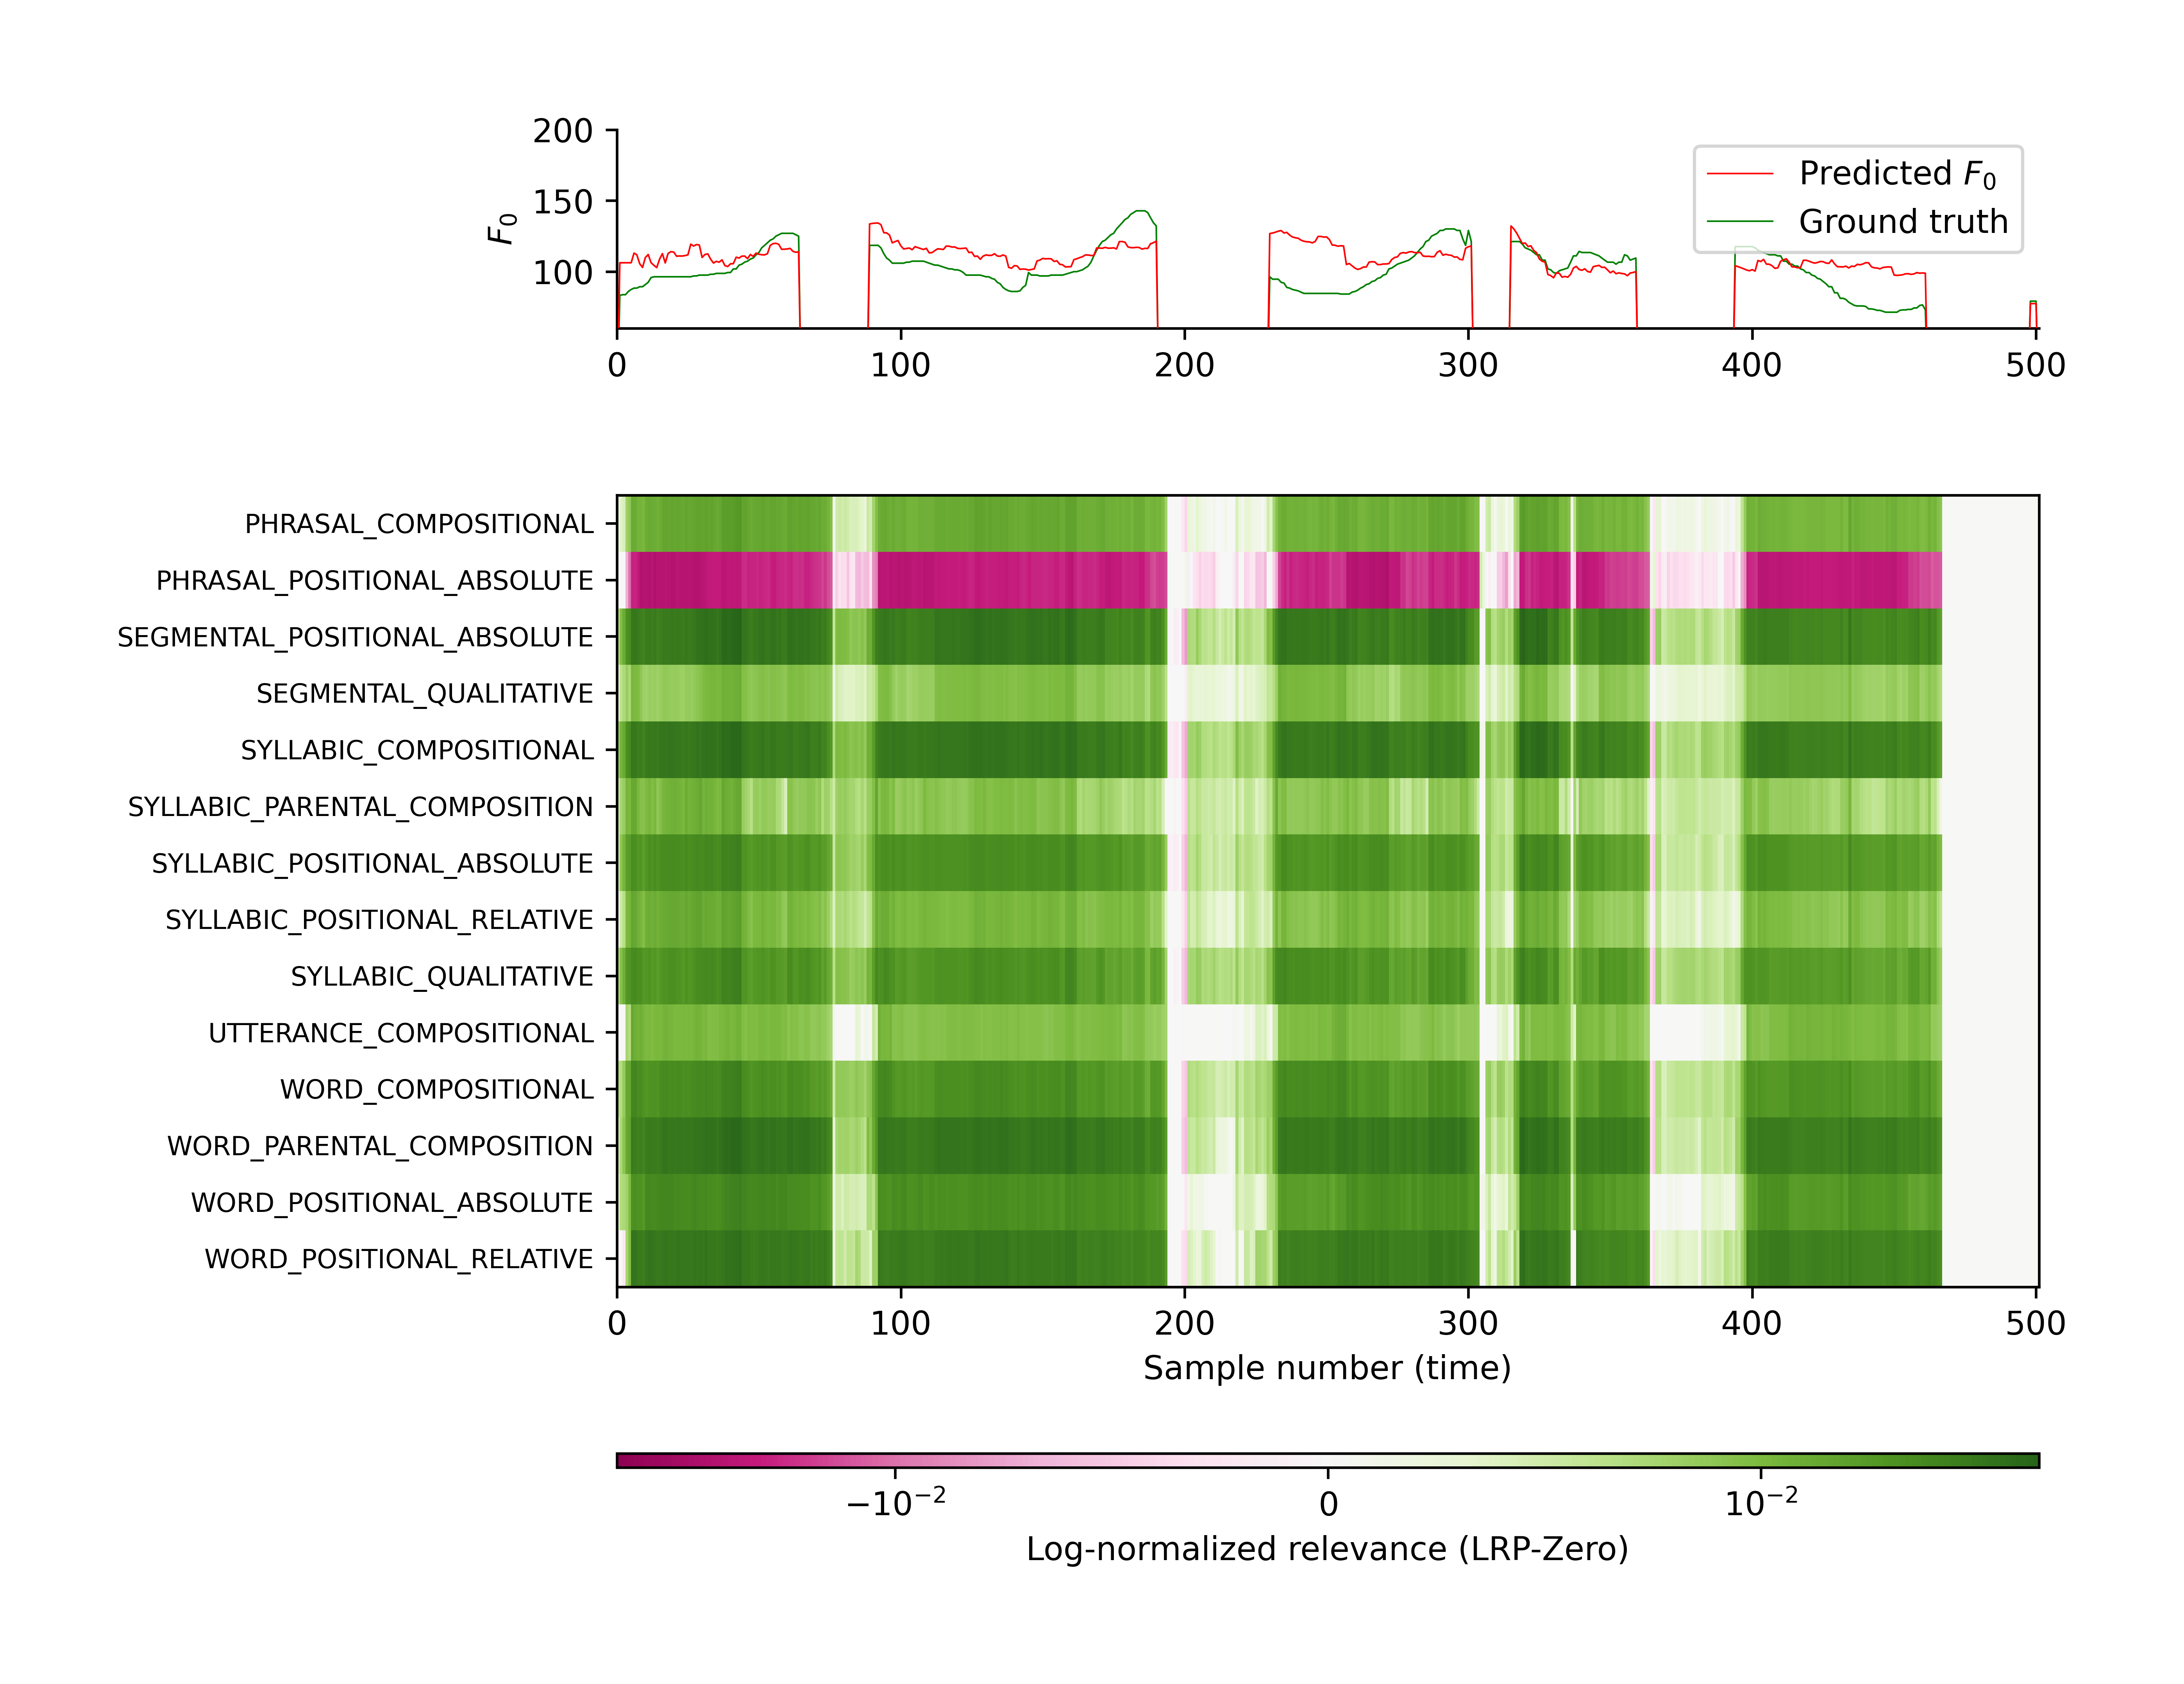 200
150
100
F0
Predicted F0
Ground truth
0 100 200 300 400 500
PHRASAL_COMPOSITIONAL
PHRASAL_POSITIONAL_ABSOLUTE
SEGMENTAL_POSITIONAL_ABSOLUTE
SEGMENTAL_QUALITATIVE
SYLLABIC_COMPOSITIONAL
SYLLABIC_PARENTAL_COMPOSITION
SYLLABIC_POSITIONAL_ABSOLUTE
SYLLABIC_POSITIONAL_RELATIVE
SYLLABIC_QUALITATIVE
UTTERANCE_COMPOSITIONAL
WORD_COMPOSITIONAL
WORD_PARENTAL_COMPOSITION
WORD_POSITIONAL_ABSOLUTE
WORD_POSITIONAL_RELATIVE
0 100 200 300 400 500
Sample number (time)
−10⁻² 0 10⁻²
Log-normalized relevance (LRP-Zero)